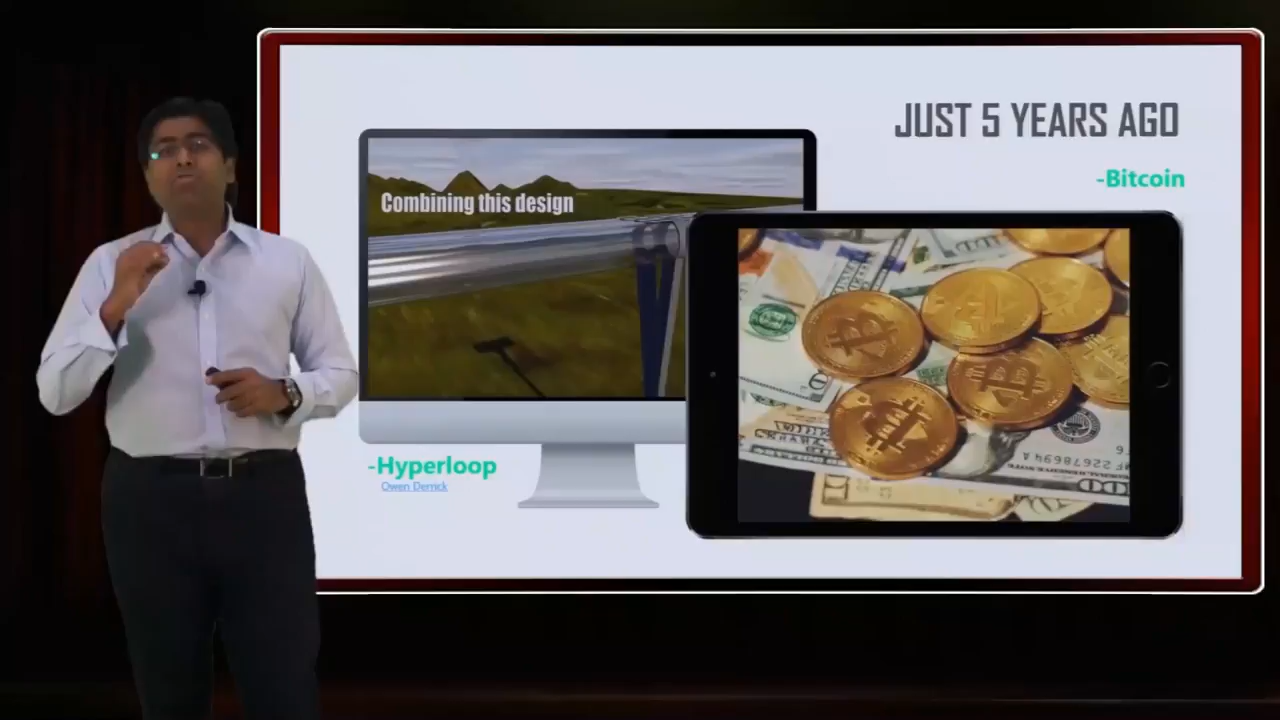 JUST 5 YEARS AGO
-Bitcoin
Combining this design
-Hyperloop
Owen Derrick